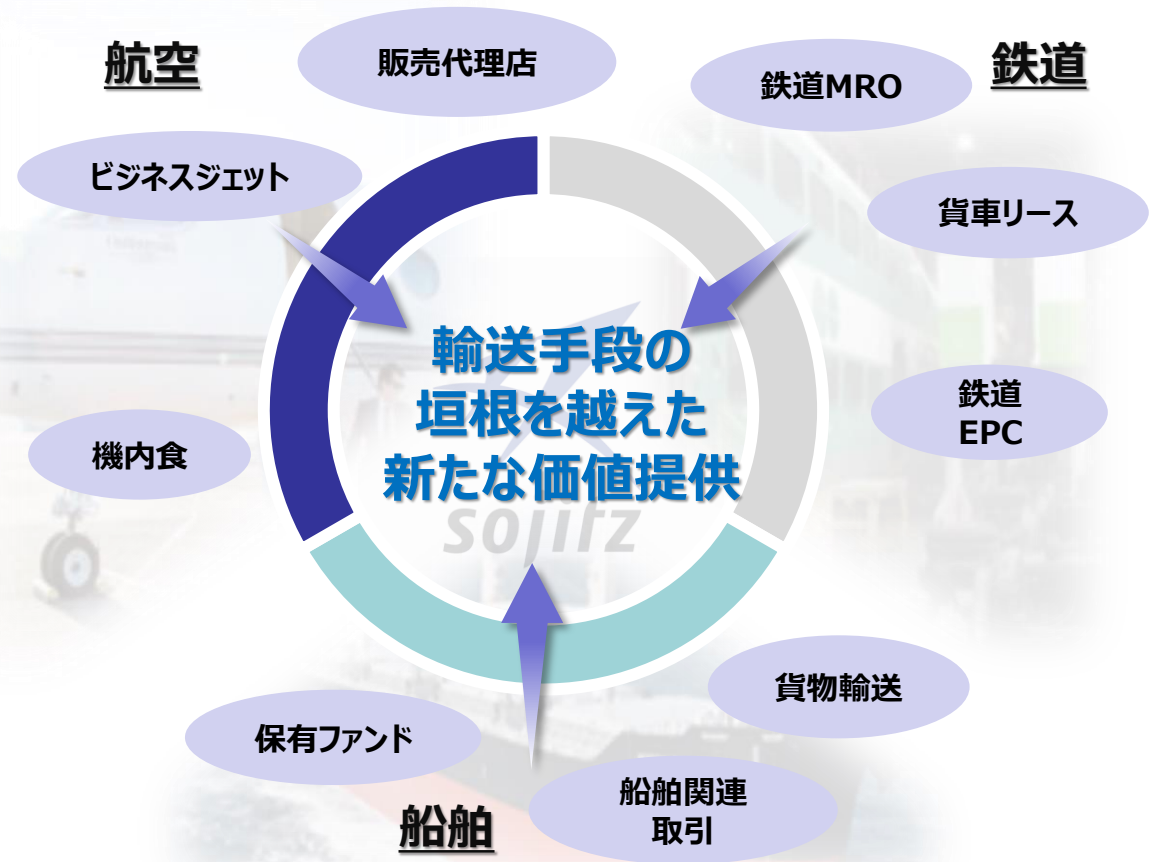 航空
販売代理店
鉄道MRO
鉄道
ビジネスジェット
貨車リース
輸送手段の
垣根を越えた
新たな価値提供
sojitz
鉄道
EPC
機内食
貨物輸送
保有ファンド
船舶関連
取引
船舶